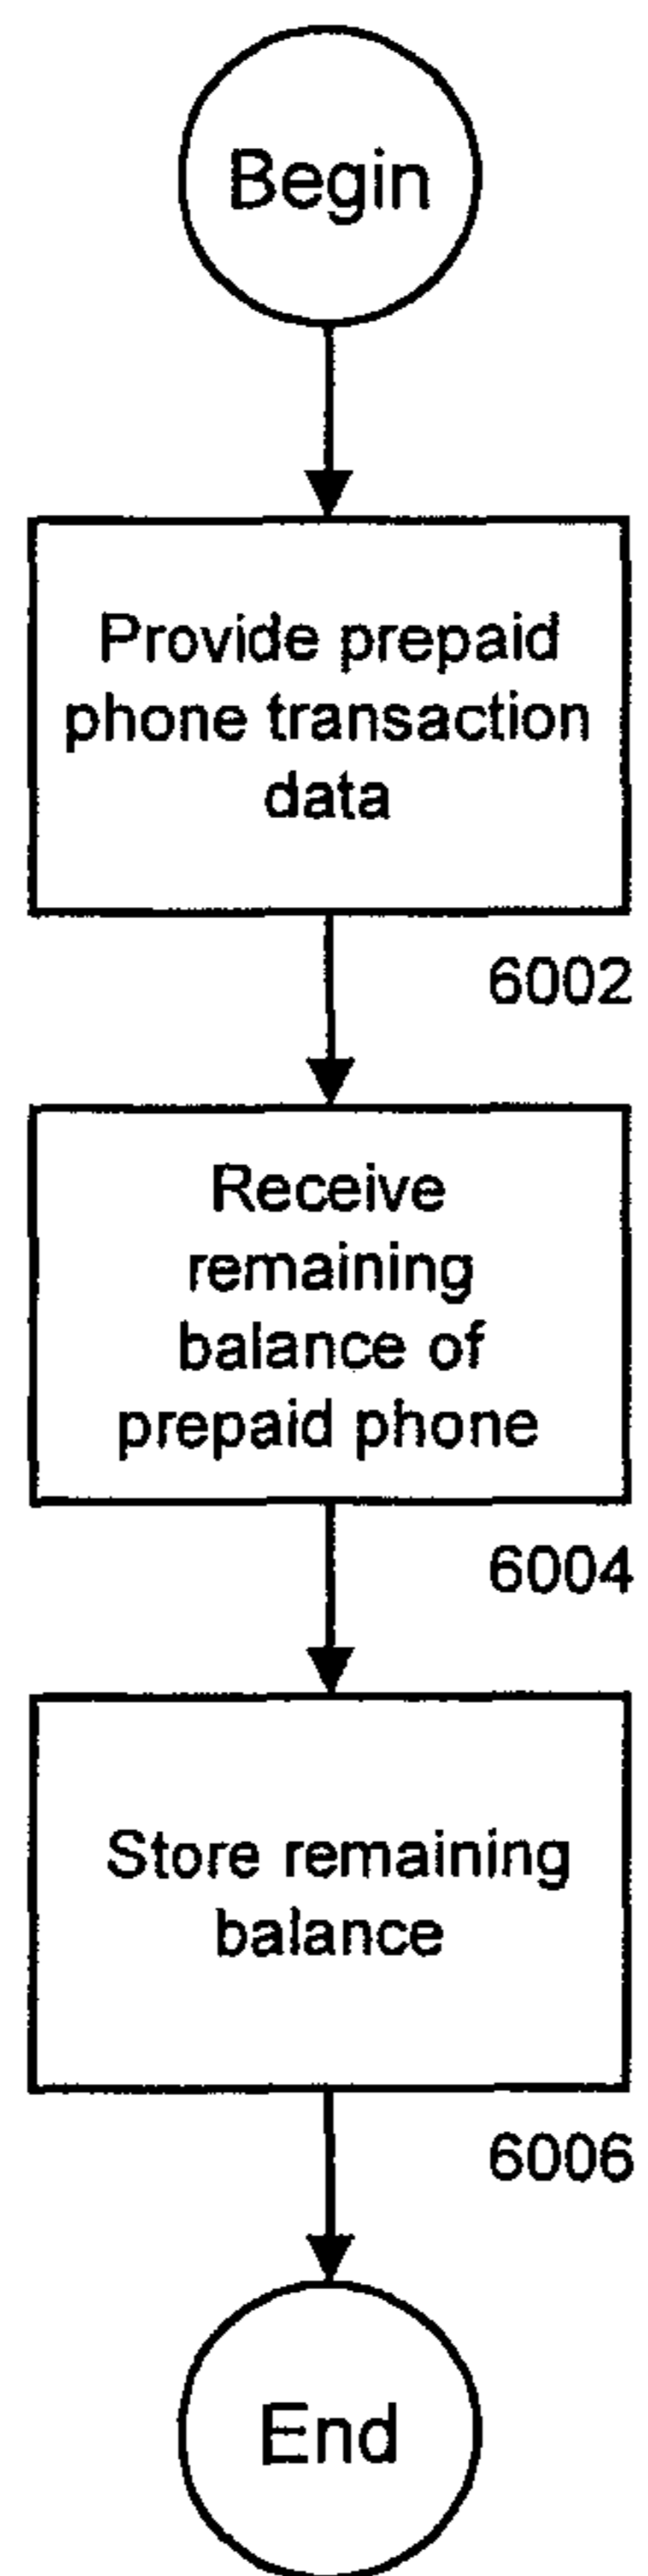 Begin
Provide prepaid
phone transaction
data
6002
Receive
remaining
balance of
prepaid phone
6004
Store remaining
balance
6006
End